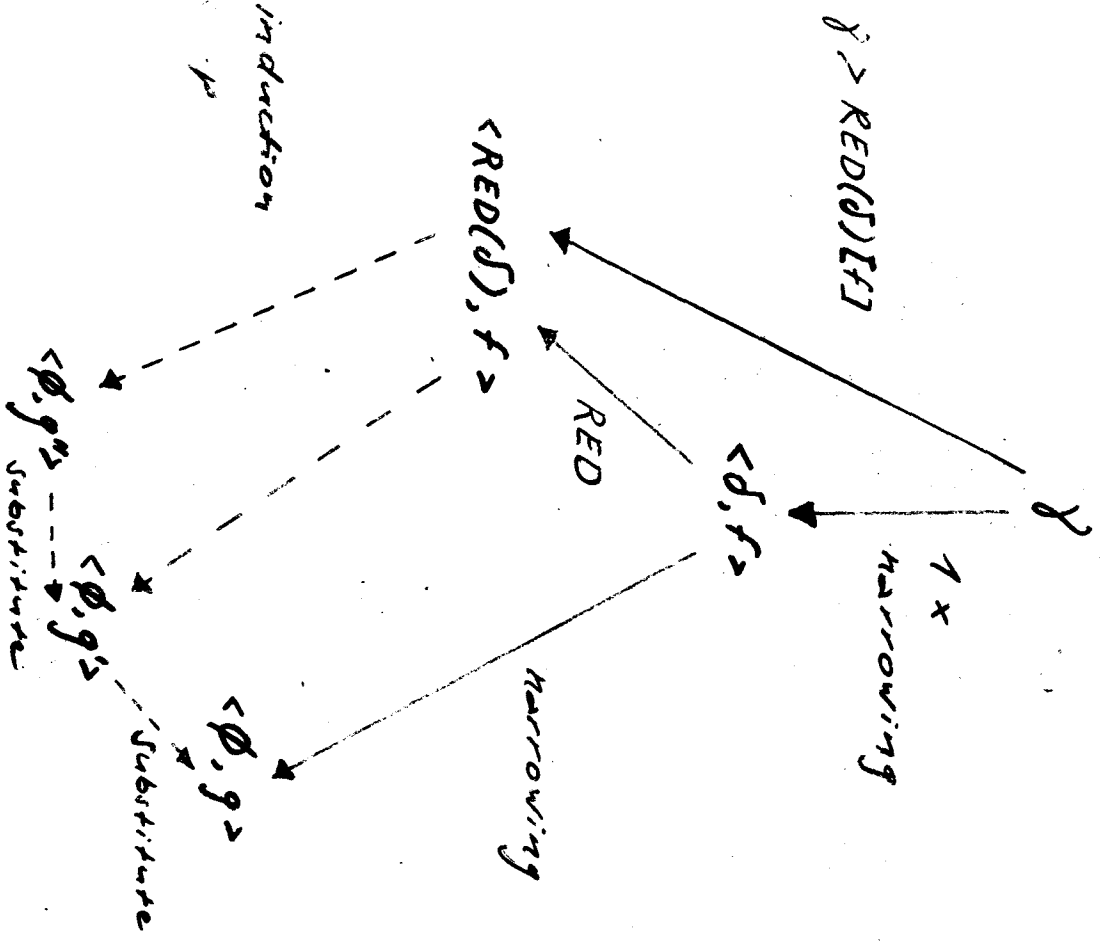 γ
1 x
narrowing
γ > RED(δ)[f]
<δ, f>
RED
<RED(δ), f>
narrowing
induction
<∅, g>
substitute
<∅, g'>
<∅, g">
substitute